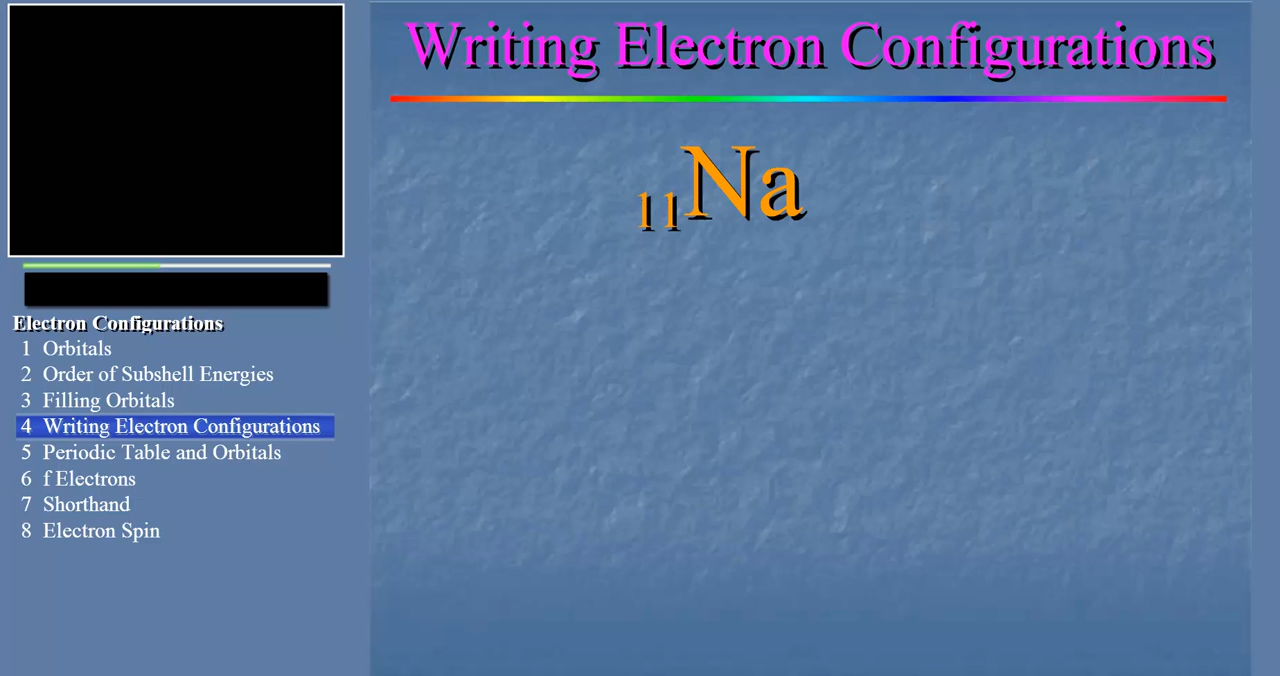 Writing Electron Configurations
11Na
Electron Configurations
1 Orbitals
2 Order of Subshell Energies
3 Filling Orbitals
4 Writing Electron Configurations
5 Periodic Table and Orbitals
6 f Electrons
7 Shorthand
8 Electron Spin